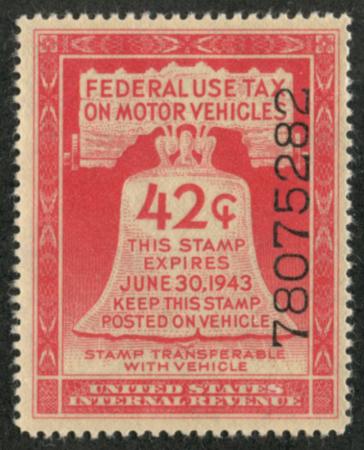 FEDERAL USE TAX
ON MOTOR VEHICLES
42¢
THIS STAMP
EXPIRES
JUNE 30, 1943
KEEP THIS STAMP
POSTED ON VEHICLE
STAMP TRANSFERABLE
WITH VEHICLE
UNITED STATES
INTERNAL REVENUE
78075282